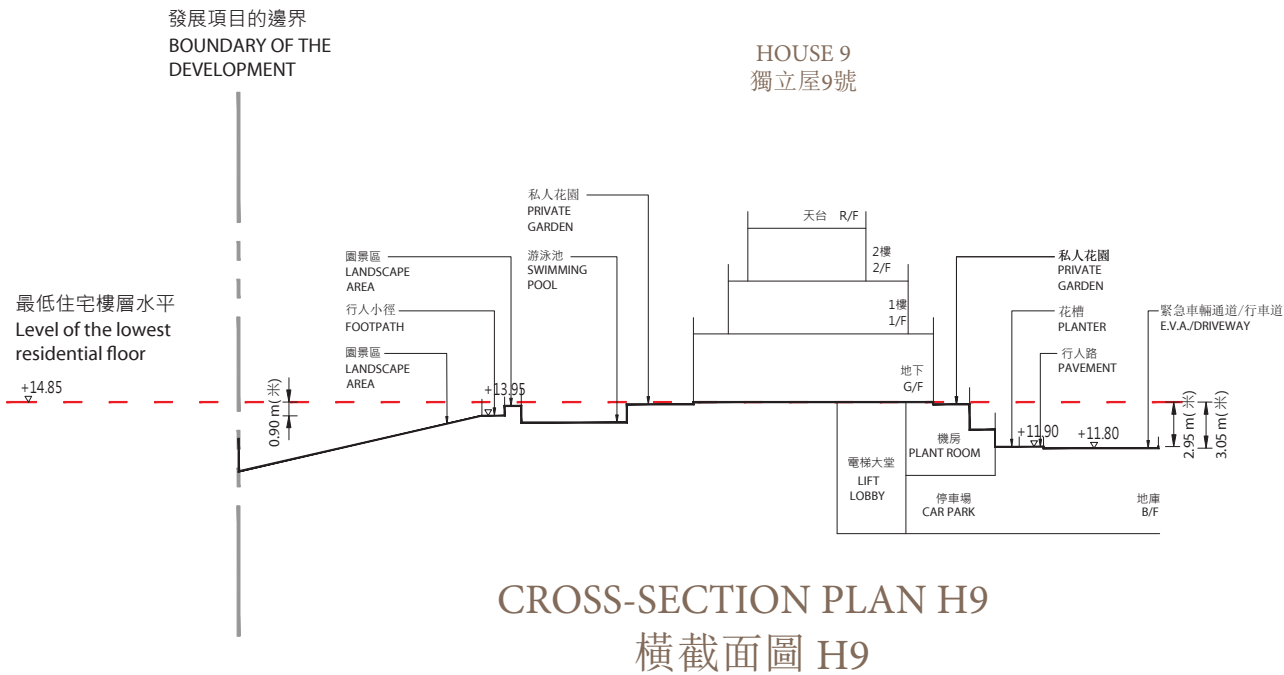 發展項目的邊界
BOUNDARY OF THE
DEVELOPMENT
HOUSE 9
獨立屋9號
私人花園
PRIVATE
GARDEN
天台 R/F
園景區
LANDSCAPE
AREA
游泳池
SWIMMING
POOL
2樓
2/F
私人花園
PRIVATE
GARDEN
最低住宅樓層水平
Level of the lowest
residential floor
行人小徑
FOOTPATH
1樓
1/F
花槽
PLANTER
緊急車輛通道/行車道
E.V.A./DRIVEWAY
園景區
LANDSCAPE
AREA
行人路
PAVEMENT
地下
G/F
+14.85
0.90 m(米)
+13.95
+11.90
+11.80
2.95 m(米)
3.05 m(米)
電梯大堂
LIFT
LOBBY
機房
PLANT ROOM
停車場
CAR PARK
地庫
B/F
CROSS-SECTION PLAN H9
橫截面圖 H9